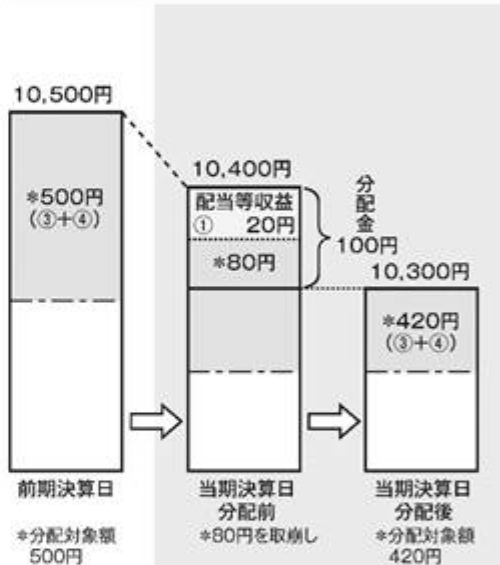 10,500円
*500円
(③+④)
前期決算日
*分配対象額
500円
10,400円
配当等収益
① 20円
*80円
分配金
100円
当期決算日
分配前
*80円を取崩し
10,300円
*420円
(③+④)
当期決算日
分配後
*分配対象額
420円